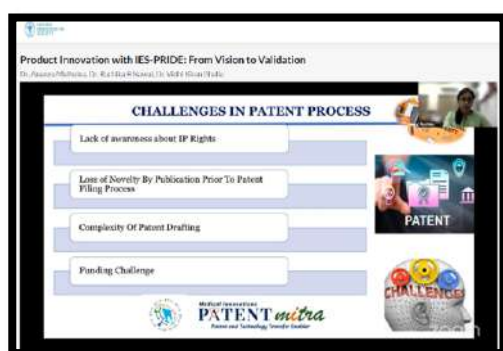 Product Innovation with IES-PRIDE: From Vision to Validation
CHALLENGES IN PATENT PROCESS
Lack of awareness about IP Rights
Loss of Novelty By Publication Prior To Patent
Filing Process
Complexity Of Patent Drafting
Funding Challenge
PATENT
CHALLENGE
Medical Innovations
PATENT mitra
Patent and Technology Transfer Enabler
zoom